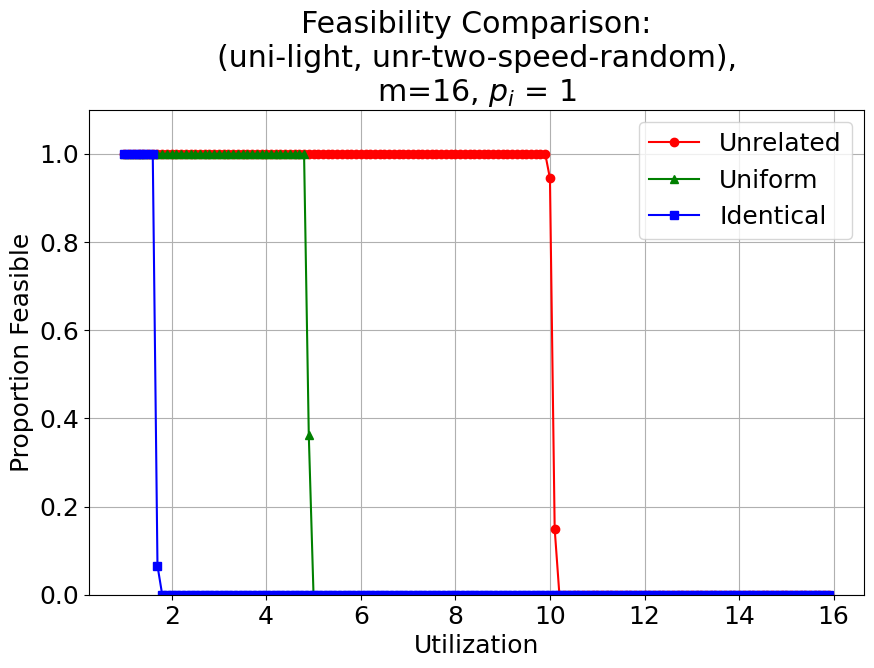 Feasibility Comparison:
(uni-light, unr-two-speed-random),
m=16, $p_i$ = 1
Unrelated
Uniform
Identical
Proportion Feasible
1.0
0.8
0.6
0.4
0.2
0.0
2 4 6 8 10 12 14 16
Utilization